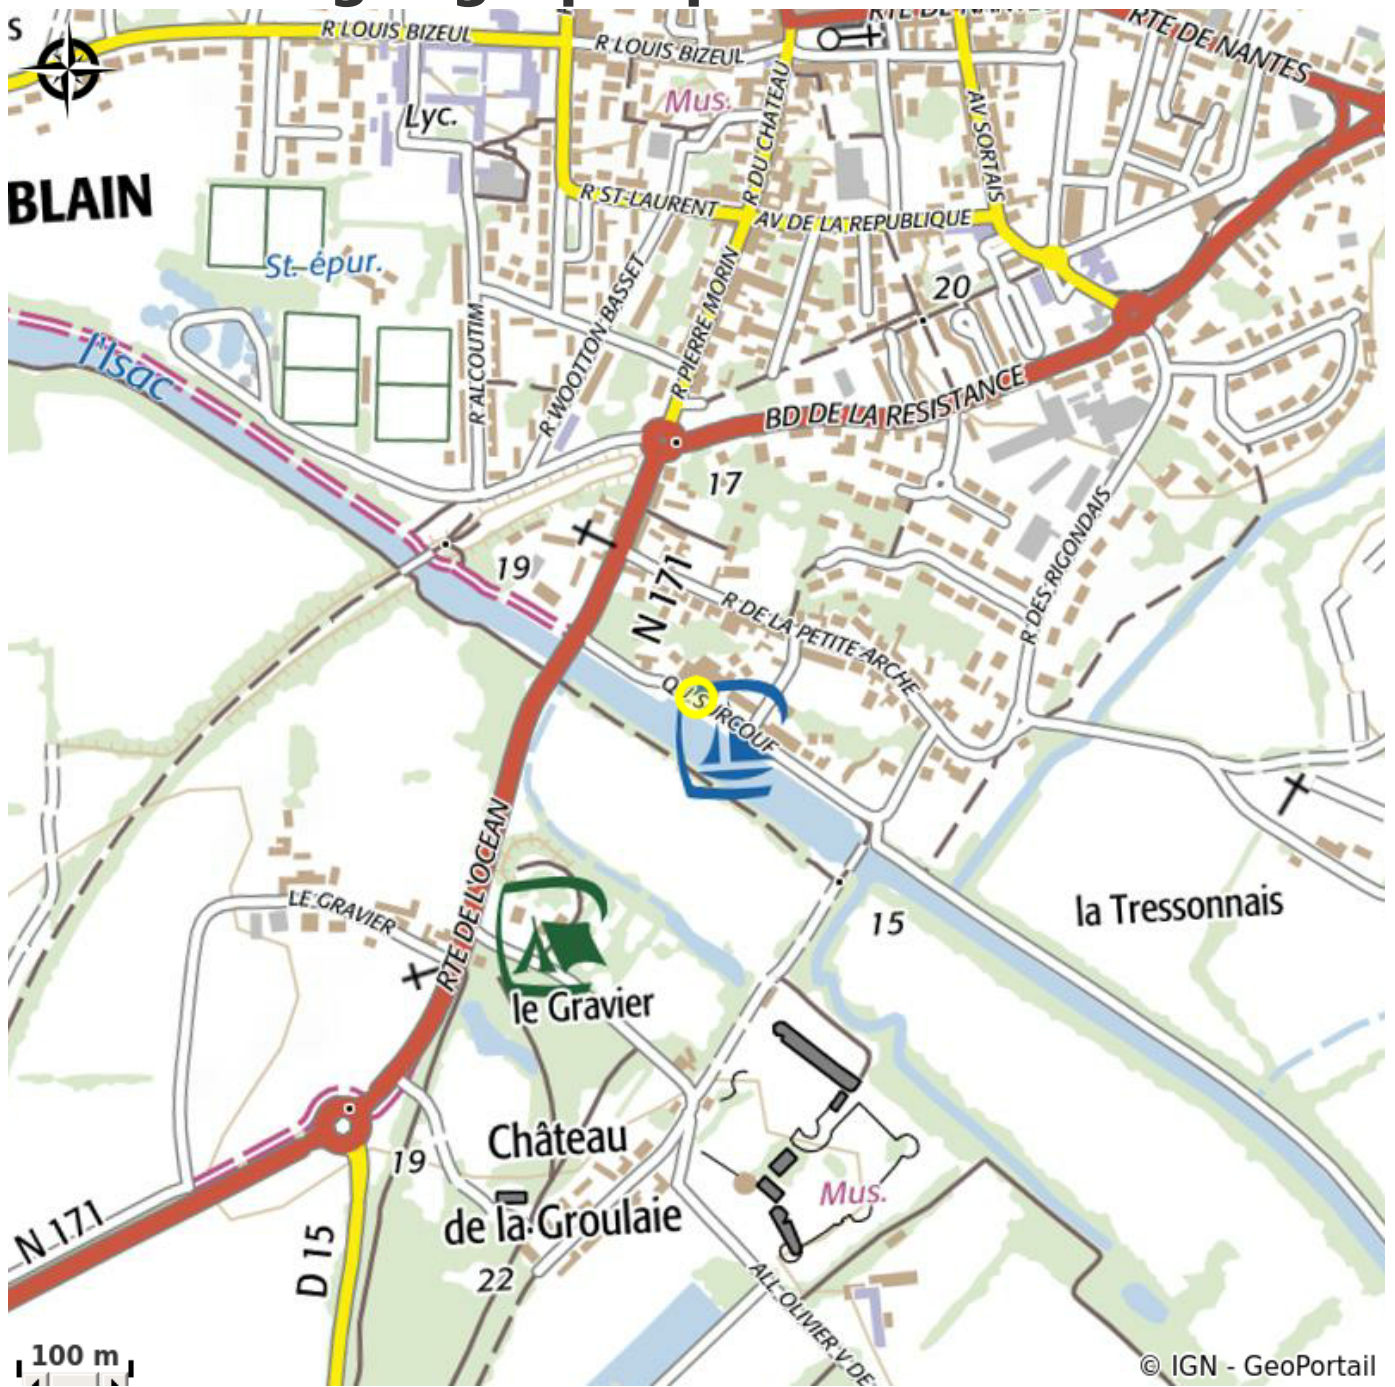 S
R LOUIS BIZEUL
R LOUIS BIZEUL
RTE DE NANTES
Mus.
Lyc.
R DU CHATEAU
AV SORTAIS
BLAIN
R ST-LAURENT
AV DE LA REPUBLIQUE
St. épur.
20
R WOOTTON BASSET
R PIERRE MORIN
R ALCOUTIM
l'Isac
BD DE LA RESISTANCE
17
R DES RIGONDAIS
19
N 171
R DE LA PETITE ARCHE
RTE DE L'OCEAN
LE GRAVIER
la Tressonnais
15
le Gravier
Château
19
de la Groulaie
Mus.
N 171
D 15
22
ALL OLIVIER V DE
100 m
© IGN - GeoPortail